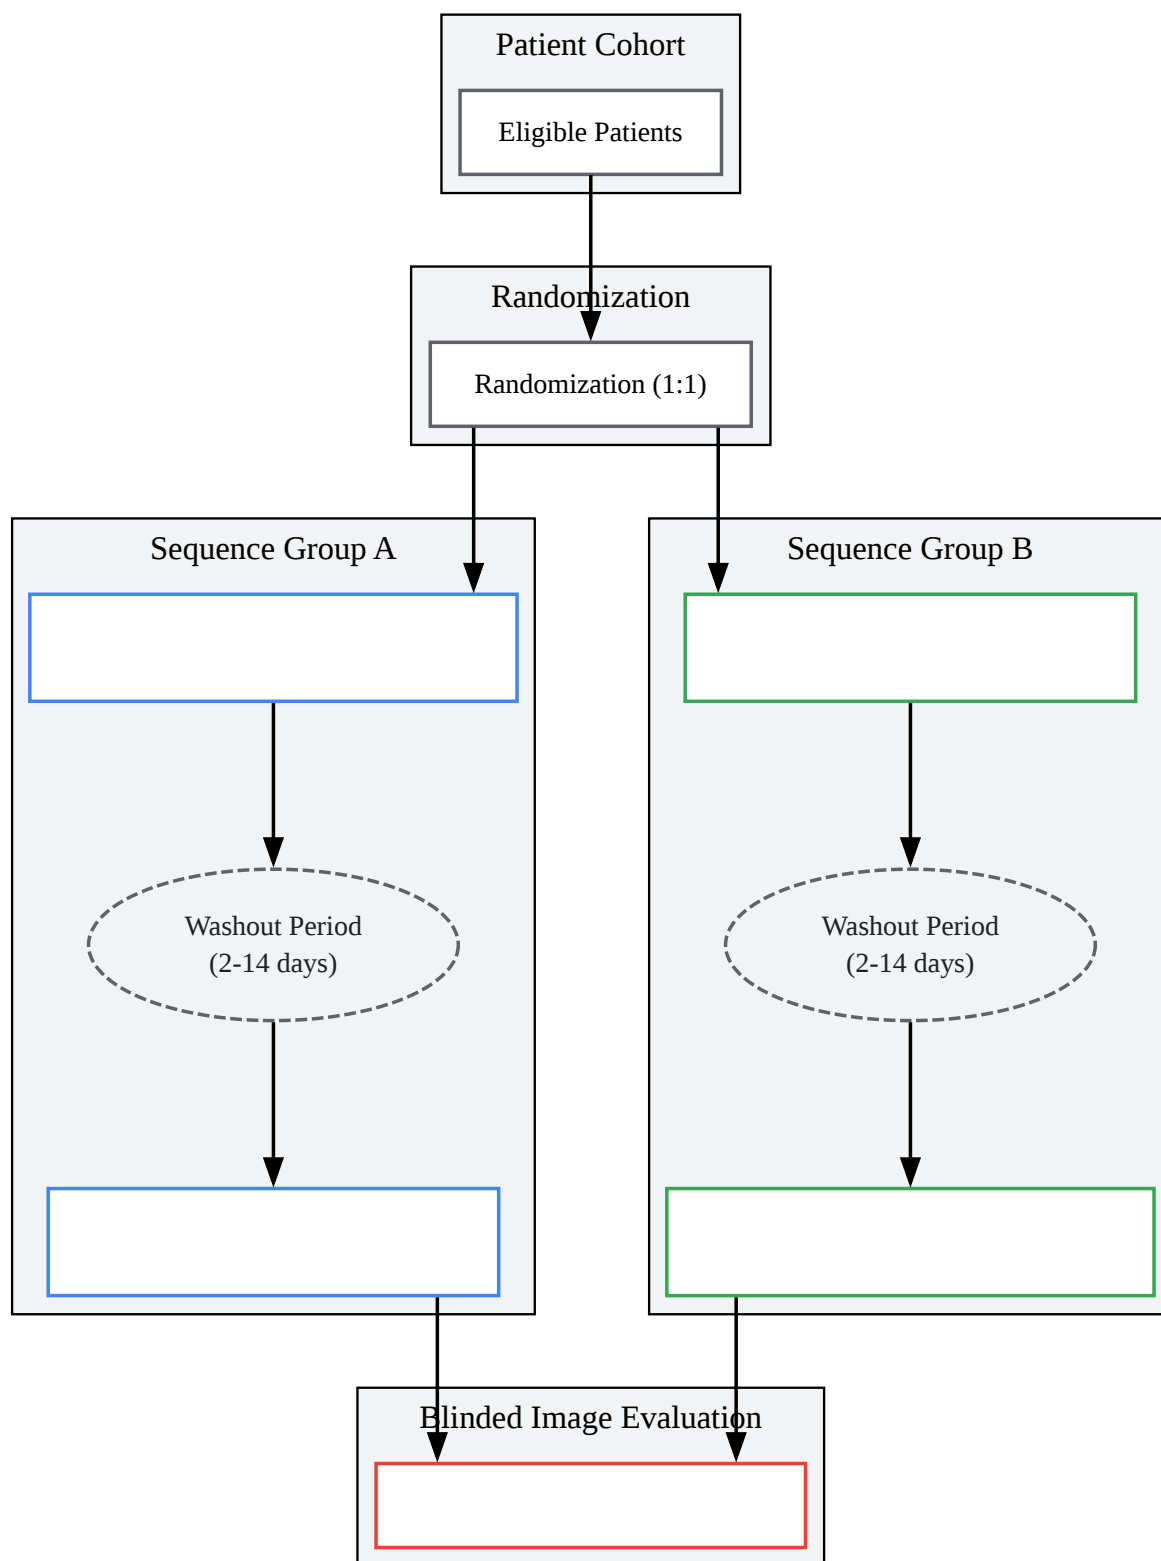 Patient Cohort
Eligible Patients
Randomization
Randomization (1:1)
Sequence Group A
Sequence Group B
Washout Period
(2-14 days)
Washout Period
(2-14 days)
Blinded Image Evaluation